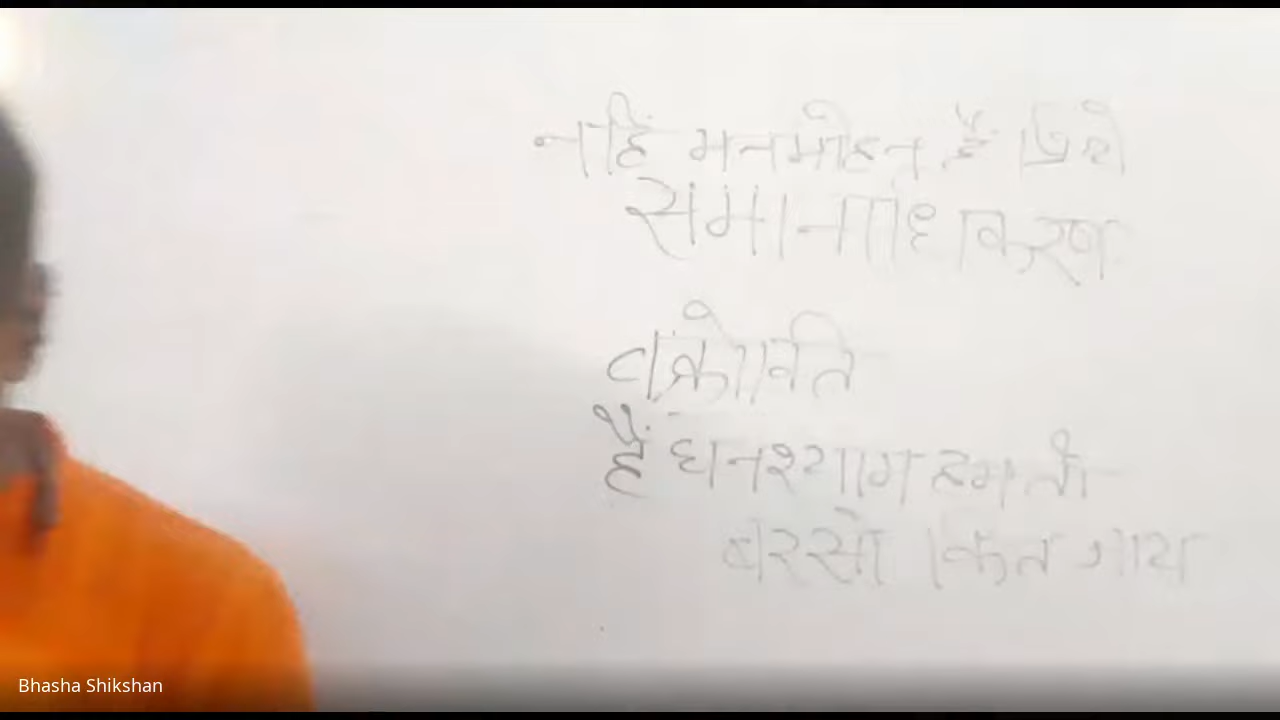 नहिं मनमोहन हैं प्रिये
समानाधिकरण
वक्रोक्ति
हैं घनश्याम हम तो
बरसो कित जाय
Bhasha Shikshan